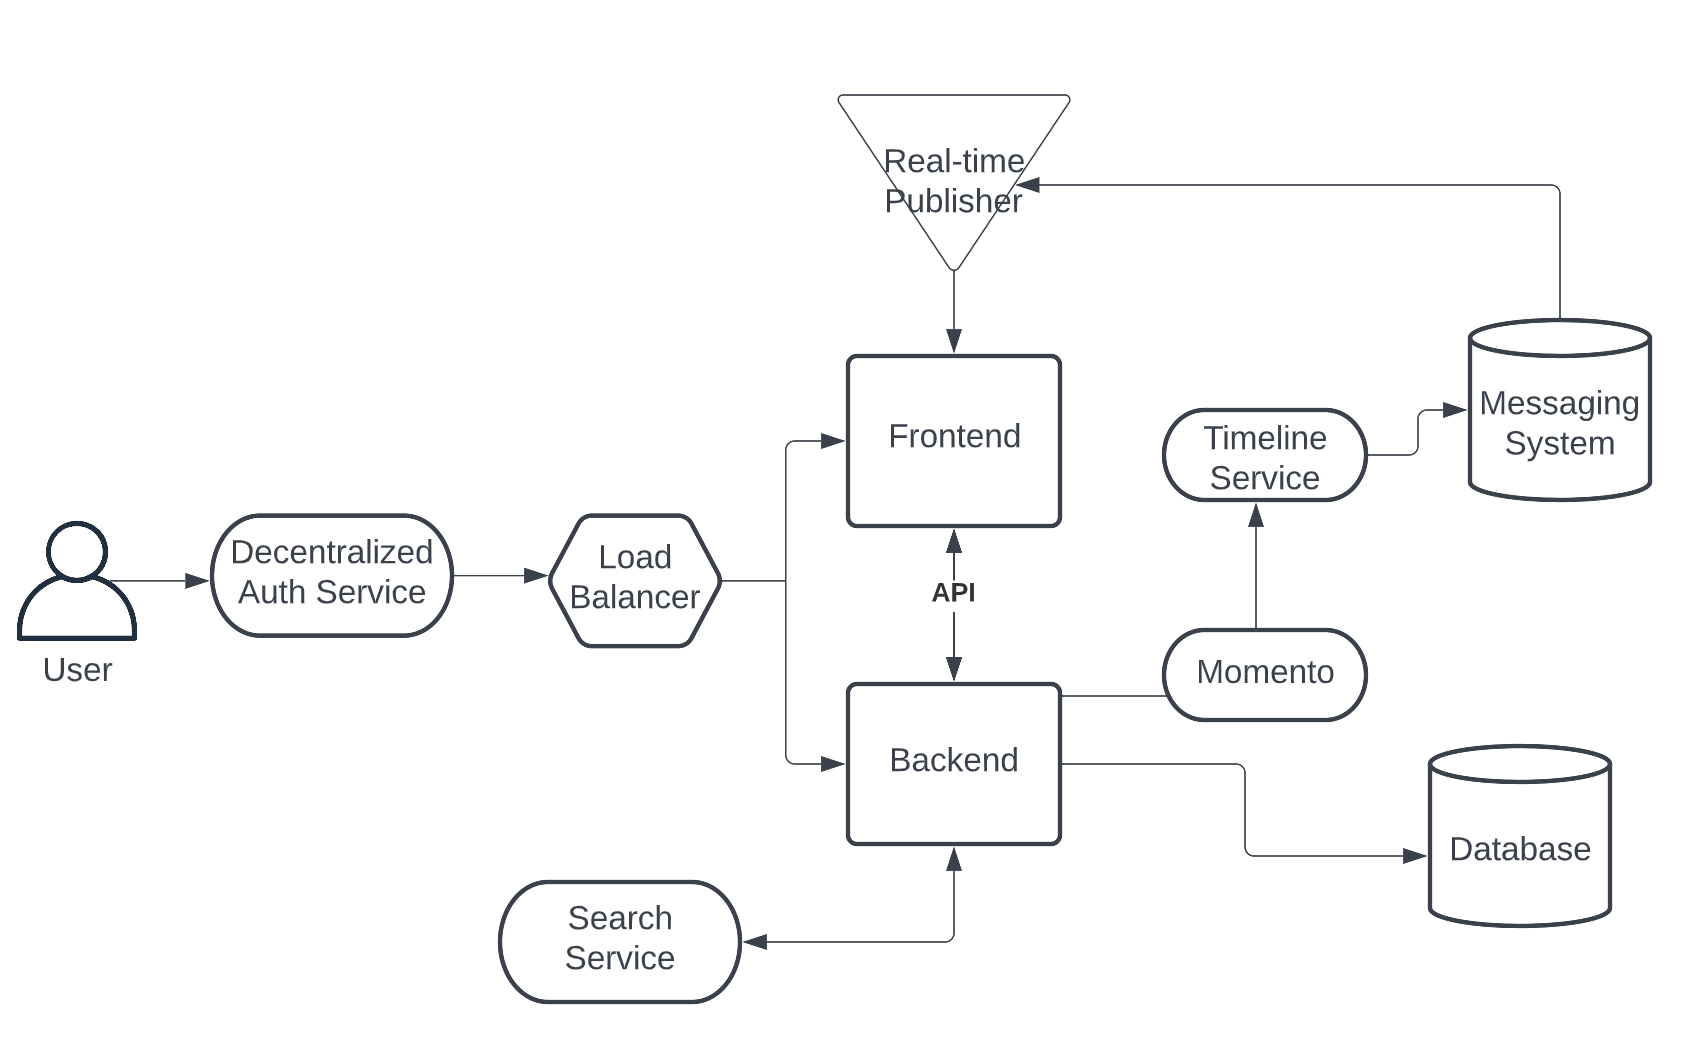 Real-time
Publisher
Frontend
Timeline
Service
Messaging
System
Decentralized
Auth Service
Load
Balancer
API
User
Momento
Backend
Database
Search
Service